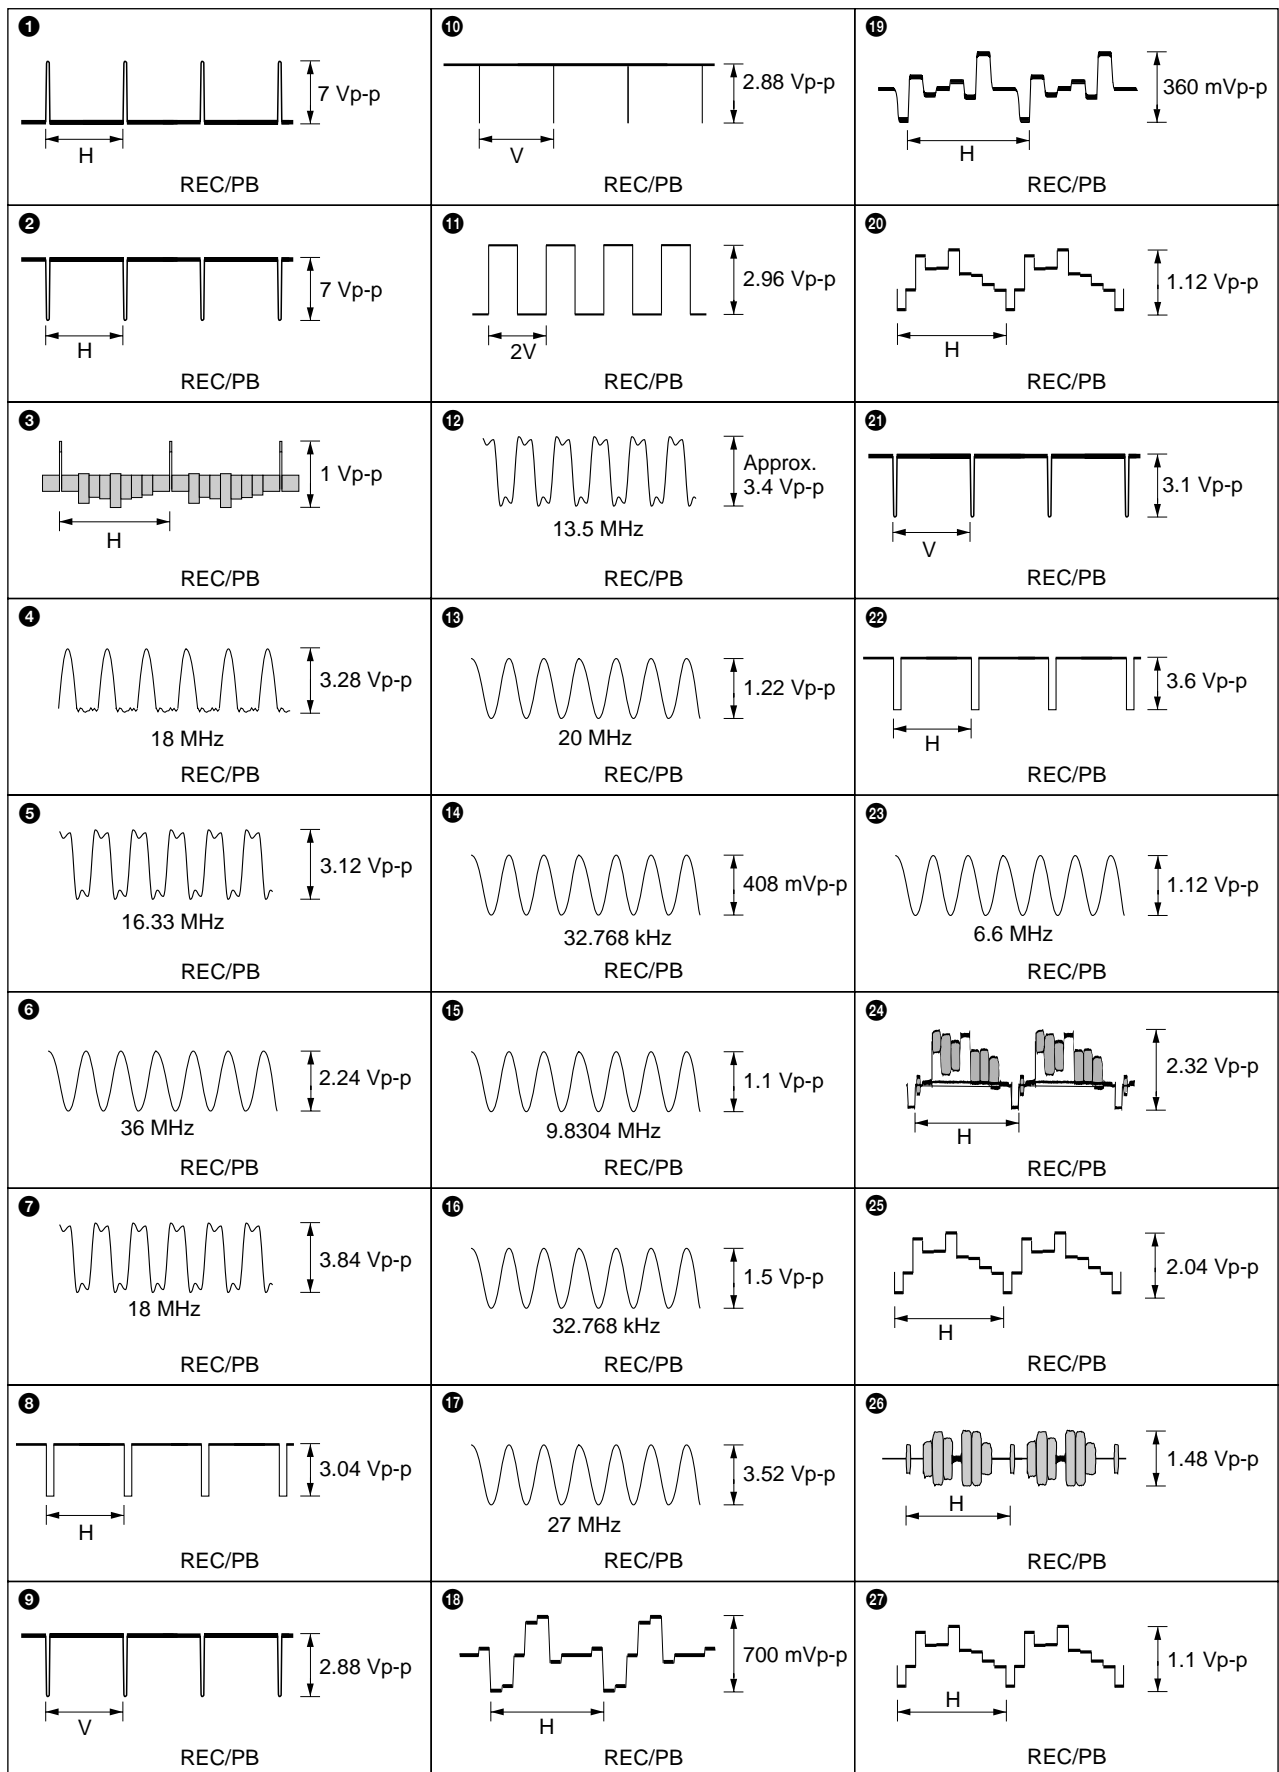 1
7 Vp-p
H
REC/PB
2
7 Vp-p
H
REC/PB
3
1 Vp-p
H
REC/PB
4
3.28 Vp-p
18 MHz
REC/PB
5
3.12 Vp-p
16.33 MHz
REC/PB
6
2.24 Vp-p
36 MHz
REC/PB
7
3.84 Vp-p
18 MHz
REC/PB
8
3.04 Vp-p
H
REC/PB
9
2.88 Vp-p
V
REC/PB
10
2.88 Vp-p
V
REC/PB
11
2.96 Vp-p
2V
REC/PB
12
Approx.
3.4 Vp-p
13.5 MHz
REC/PB
13
1.22 Vp-p
20 MHz
REC/PB
14
408 mVp-p
32.768 kHz
REC/PB
15
1.1 Vp-p
9.8304 MHz
REC/PB
16
1.5 Vp-p
32.768 kHz
REC/PB
17
3.52 Vp-p
27 MHz
REC/PB
18
700 mVp-p
H
REC/PB
19
360 mVp-p
H
REC/PB
20
1.12 Vp-p
H
REC/PB
21
3.1 Vp-p
V
REC/PB
22
3.6 Vp-p
H
REC/PB
23
1.12 Vp-p
6.6 MHz
REC/PB
24
2.32 Vp-p
H
REC/PB
25
2.04 Vp-p
H
REC/PB
26
1.48 Vp-p
H
REC/PB
27
1.1 Vp-p
H
REC/PB